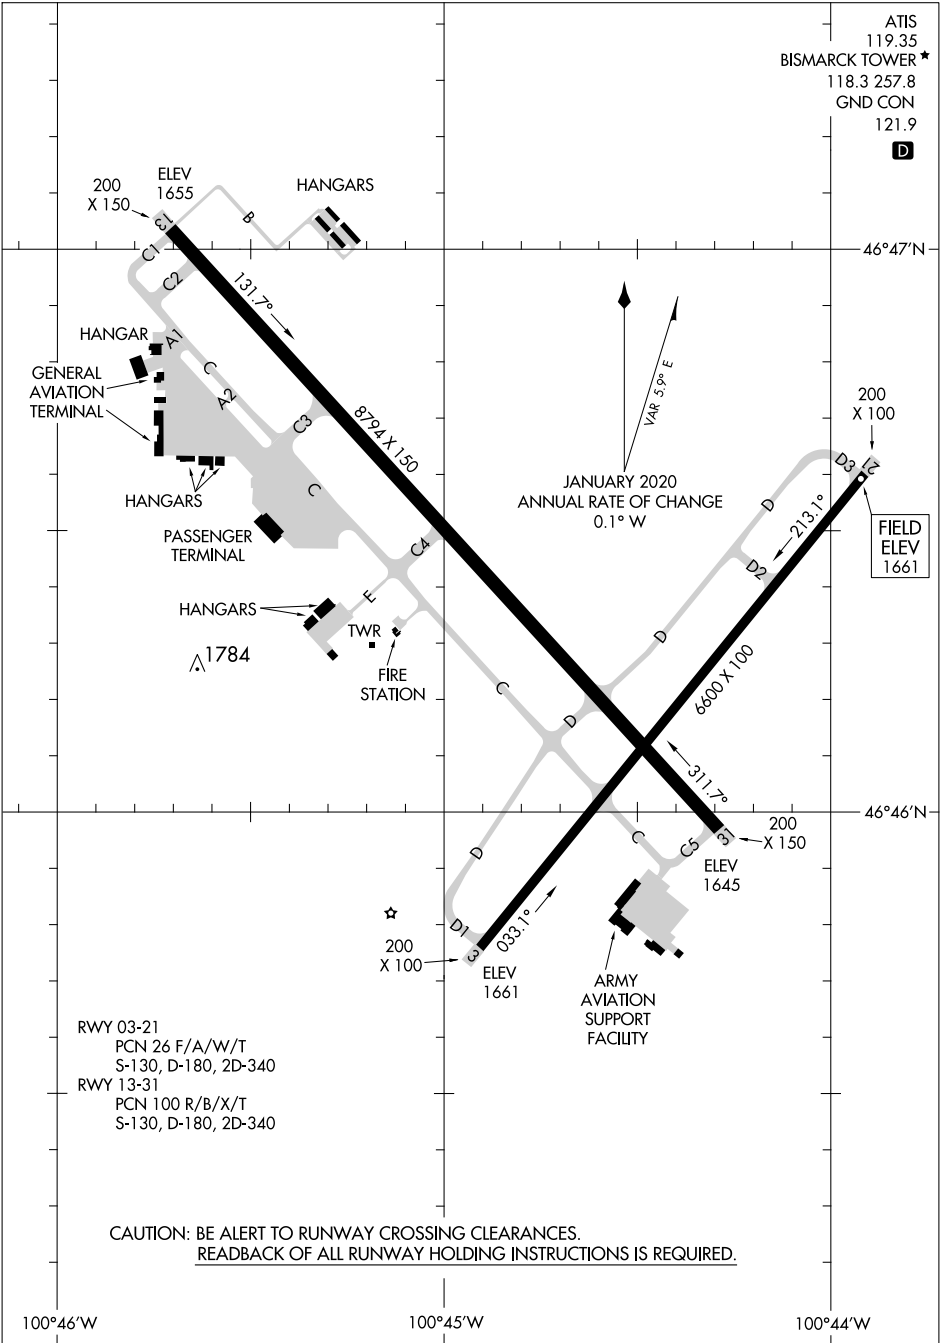 ATIS
119.35
BISMARCK TOWER
118.3 257.8
GND CON
121.9
D
200
X 150
ELEV
1655
HANGARS
13
B
C1
C2
131.7°
46°47'N
HANGAR
A1
GENERAL
AVIATION
TERMINAL
C
A2
C3
8794 X 150
VAR 5.9° E
JANUARY 2020
ANNUAL RATE OF CHANGE
0.1° W
200
X 100
D3
21
FIELD
ELEV
1661
213.1°
D
D2
HANGARS
PASSENGER
TERMINAL
C
C4
E
HANGARS
TWR
FIRE
STATION
1784
D
6600 X 100
C
D
311.7°
46°46'N
31
200
X 150
ELEV
1645
C
C5
D
D1
3
033.1°
200
X 100
ELEV
1661
ARMY
AVIATION
SUPPORT
FACILITY
RWY 03-21
PCN 26 F/A/W/T
S-130, D-180, 2D-340
RWY 13-31
PCN 100 R/B/X/T
S-130, D-180, 2D-340
CAUTION: BE ALERT TO RUNWAY CROSSING CLEARANCES.
READBACK OF ALL RUNWAY HOLDING INSTRUCTIONS IS REQUIRED.
100°46'W
100°45'W
100°44'W